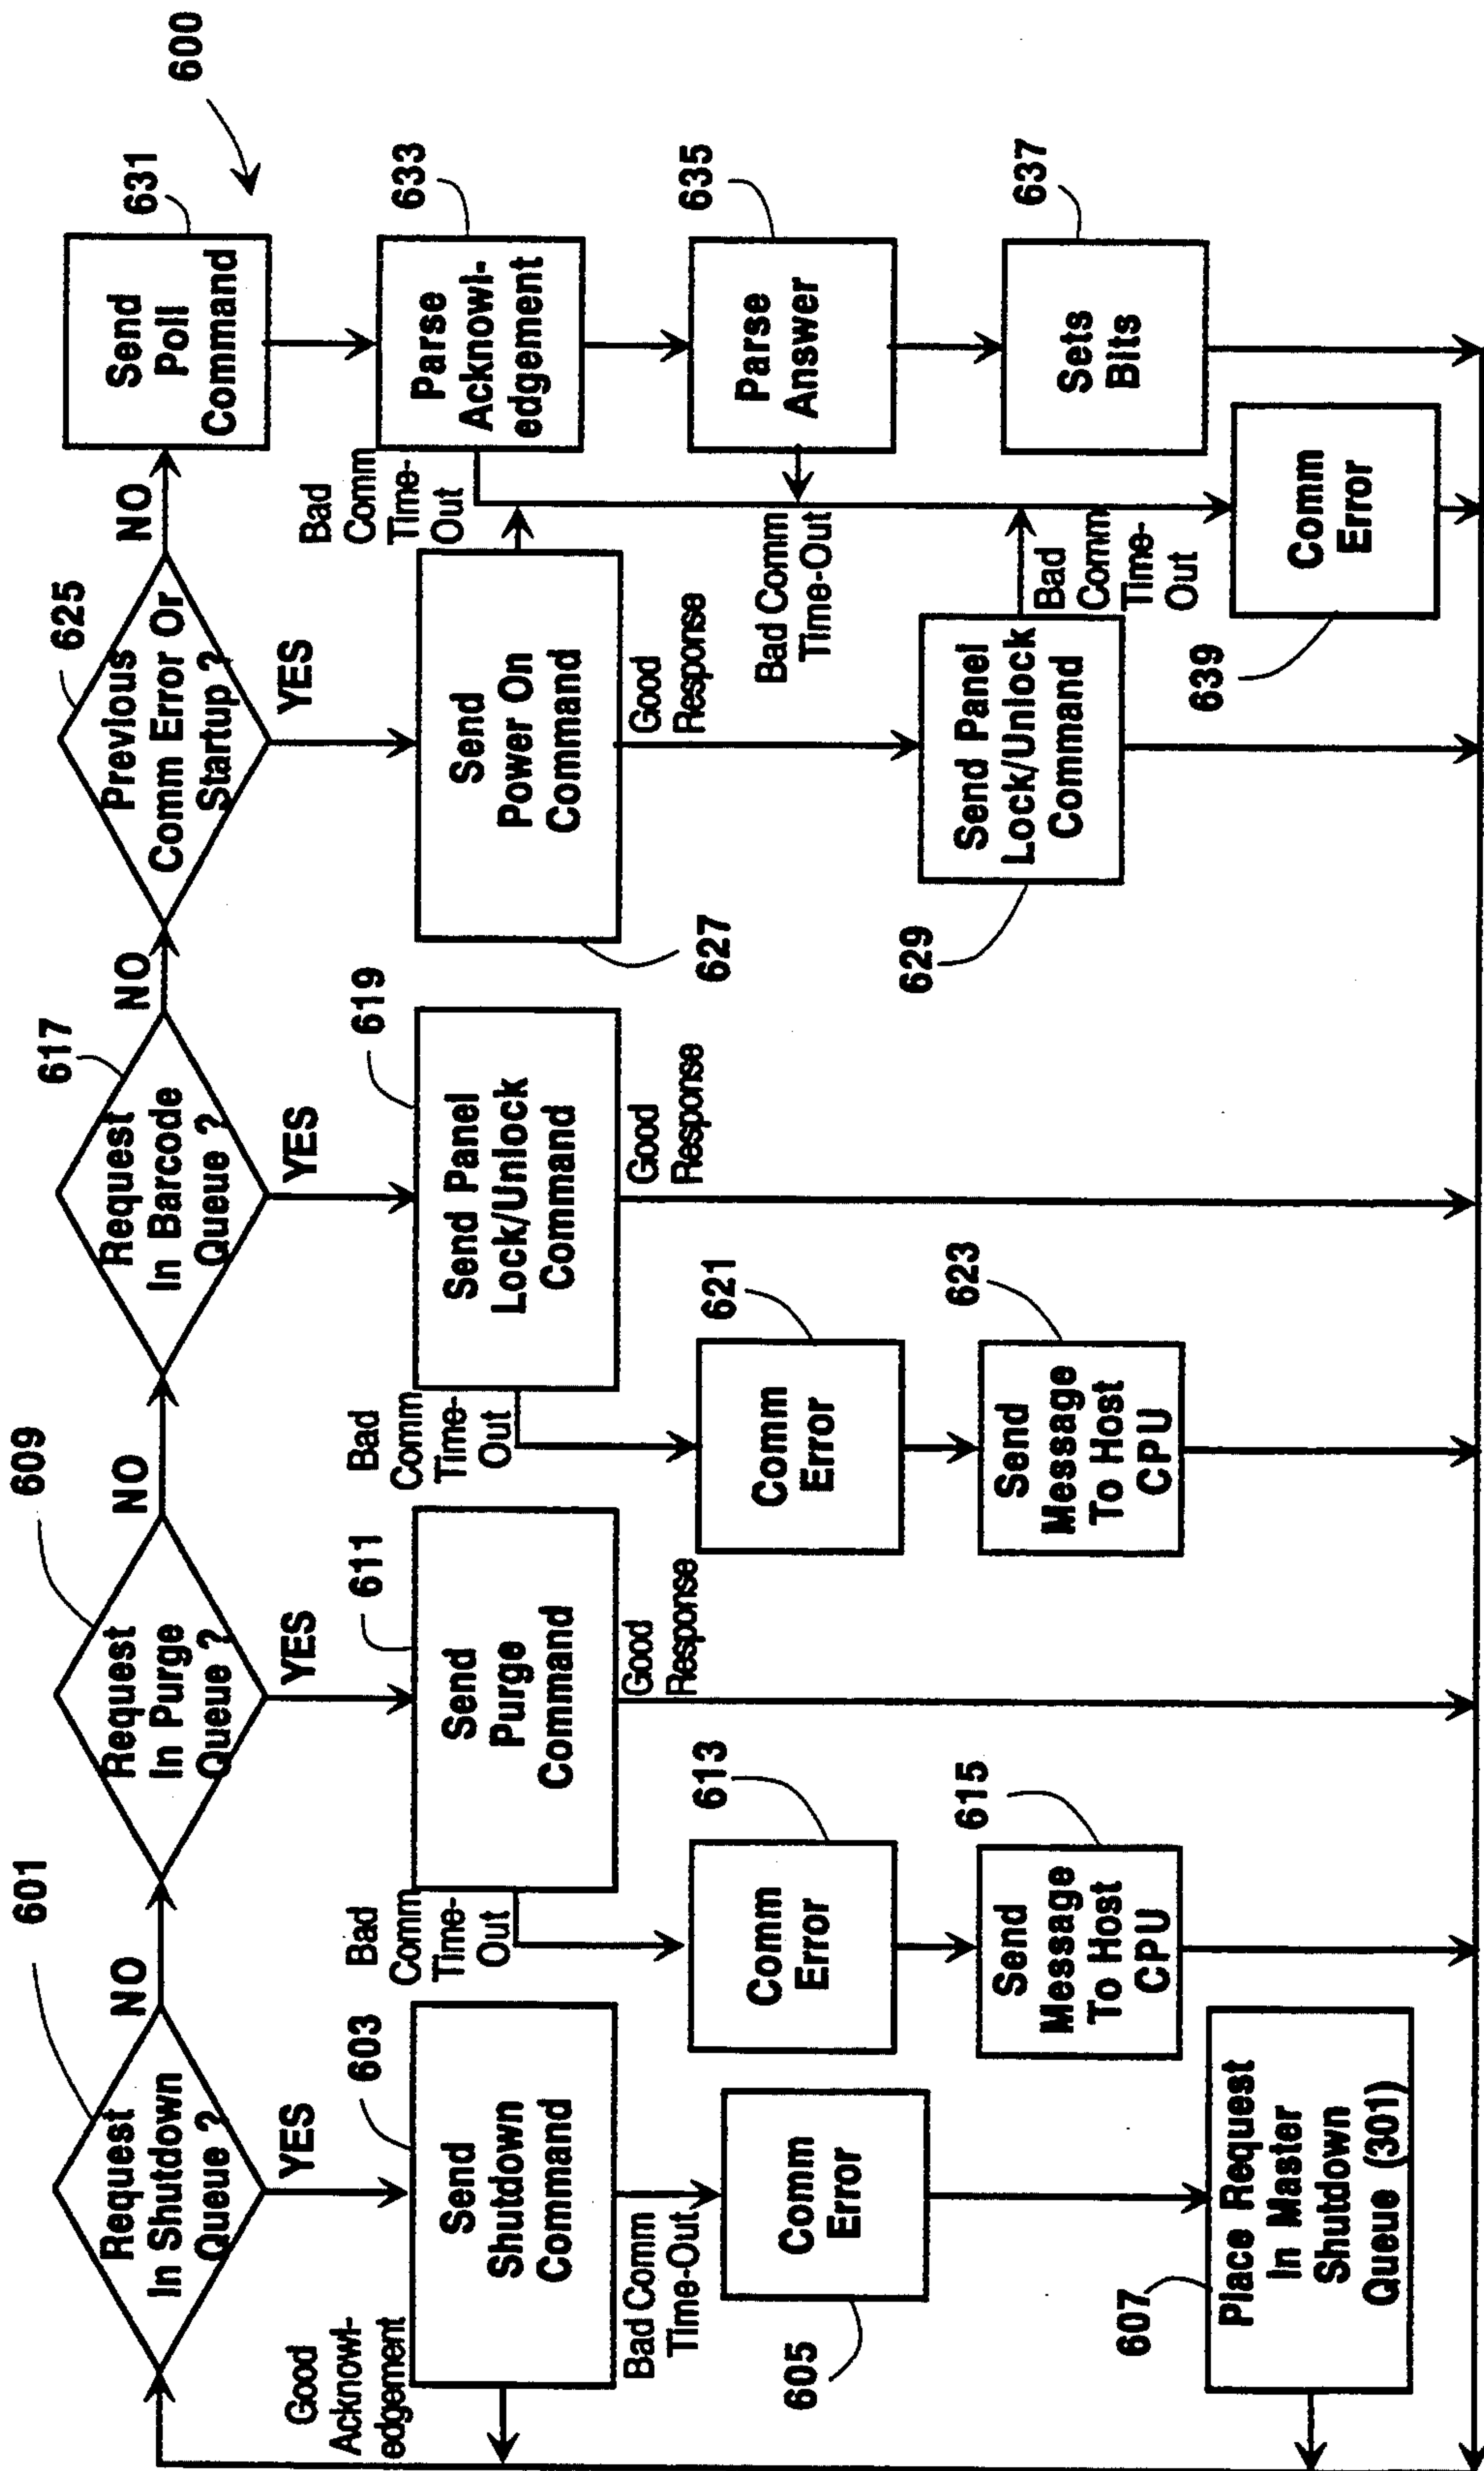 600
601
Request
In Shutdown
Queue ?
NO
YES
Good
Acknowl-
edgement
603
Send
Shutdown
Command
Bad Comm
Time-Out
605
Comm
Error
607
Place Request
In Master
Shutdown
Queue (301)
609
Request
In Purge
Queue ?
NO
YES
611
Send
Purge
Command
Bad
Comm
Time-
Out
Good
Response
613
Comm
Error
615
Send
Message
To Host
CPU
617
Request
In Barcode
Queue ?
NO
YES
619
Send Panel
Lock/Unlock
Command
Bad
Comm
Time-
Out
Good
Response
621
Comm
Error
623
Send
Message
To Host
CPU
625
Previous
Comm Error Or
Startup ?
NO
YES
627
Send
Power On
Command
Good
Response
629
Send Panel
Lock/Unlock
Command
Bad
Comm
Time-
Out
631
Send
Poll
Command
633
Parse
Acknowl-
edgement
Bad
Comm
Time-
Out
635
Parse
Answer
Bad Comm
Time-Out
637
Sets
Bits
639
Comm
Error